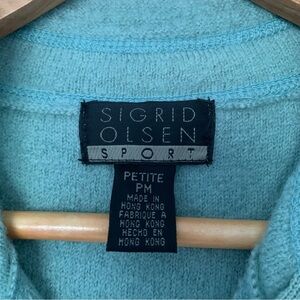 SIGRID
OLSEN
SPORT
PETITE
PM
MADE IN
HONG KONG
FABRIQUE A
HONG KONG
HECHO EN
HONG KONG